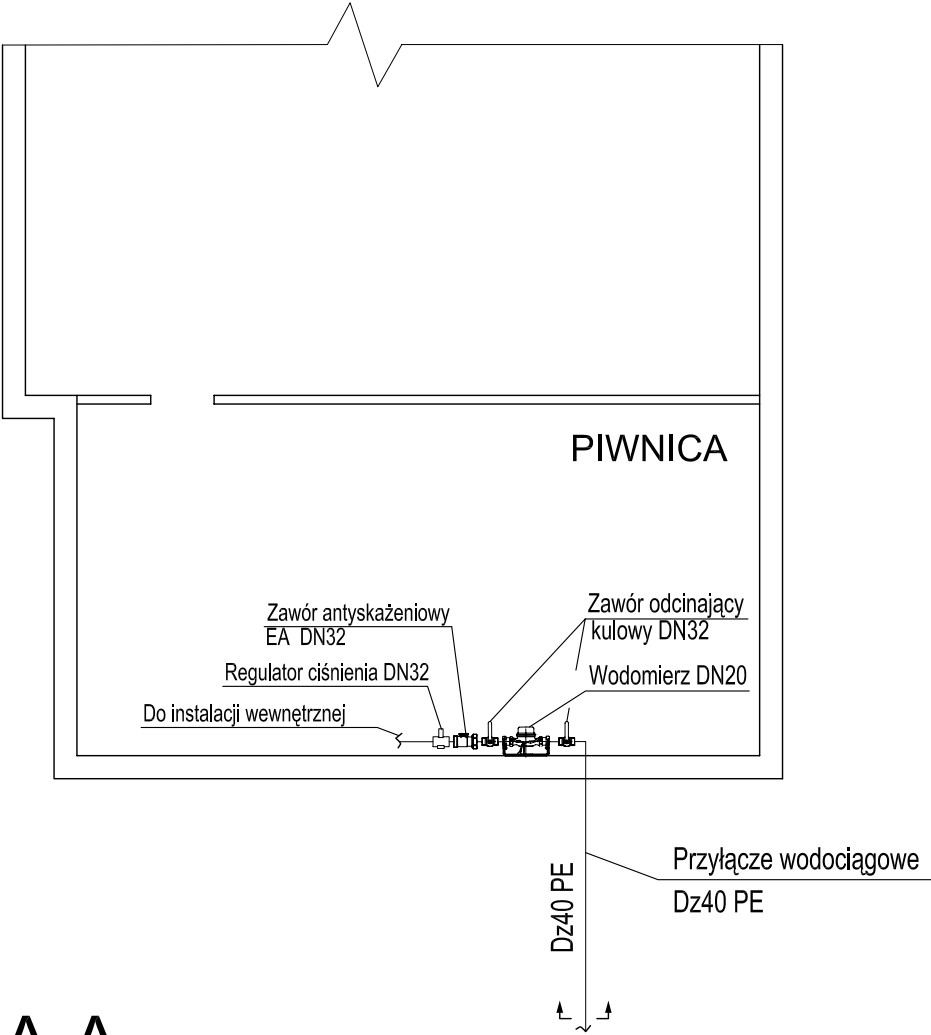 PIWNICA
Zawór antyskażeniowy
EA DN32
Zawór odcinający
kulowy DN32
Regulator ciśnienia DN32
Wodomierz DN20
Do instalacji wewnętrznej
Przyłącze wodociągowe
Dz40 PE
Dz40 PE
A A